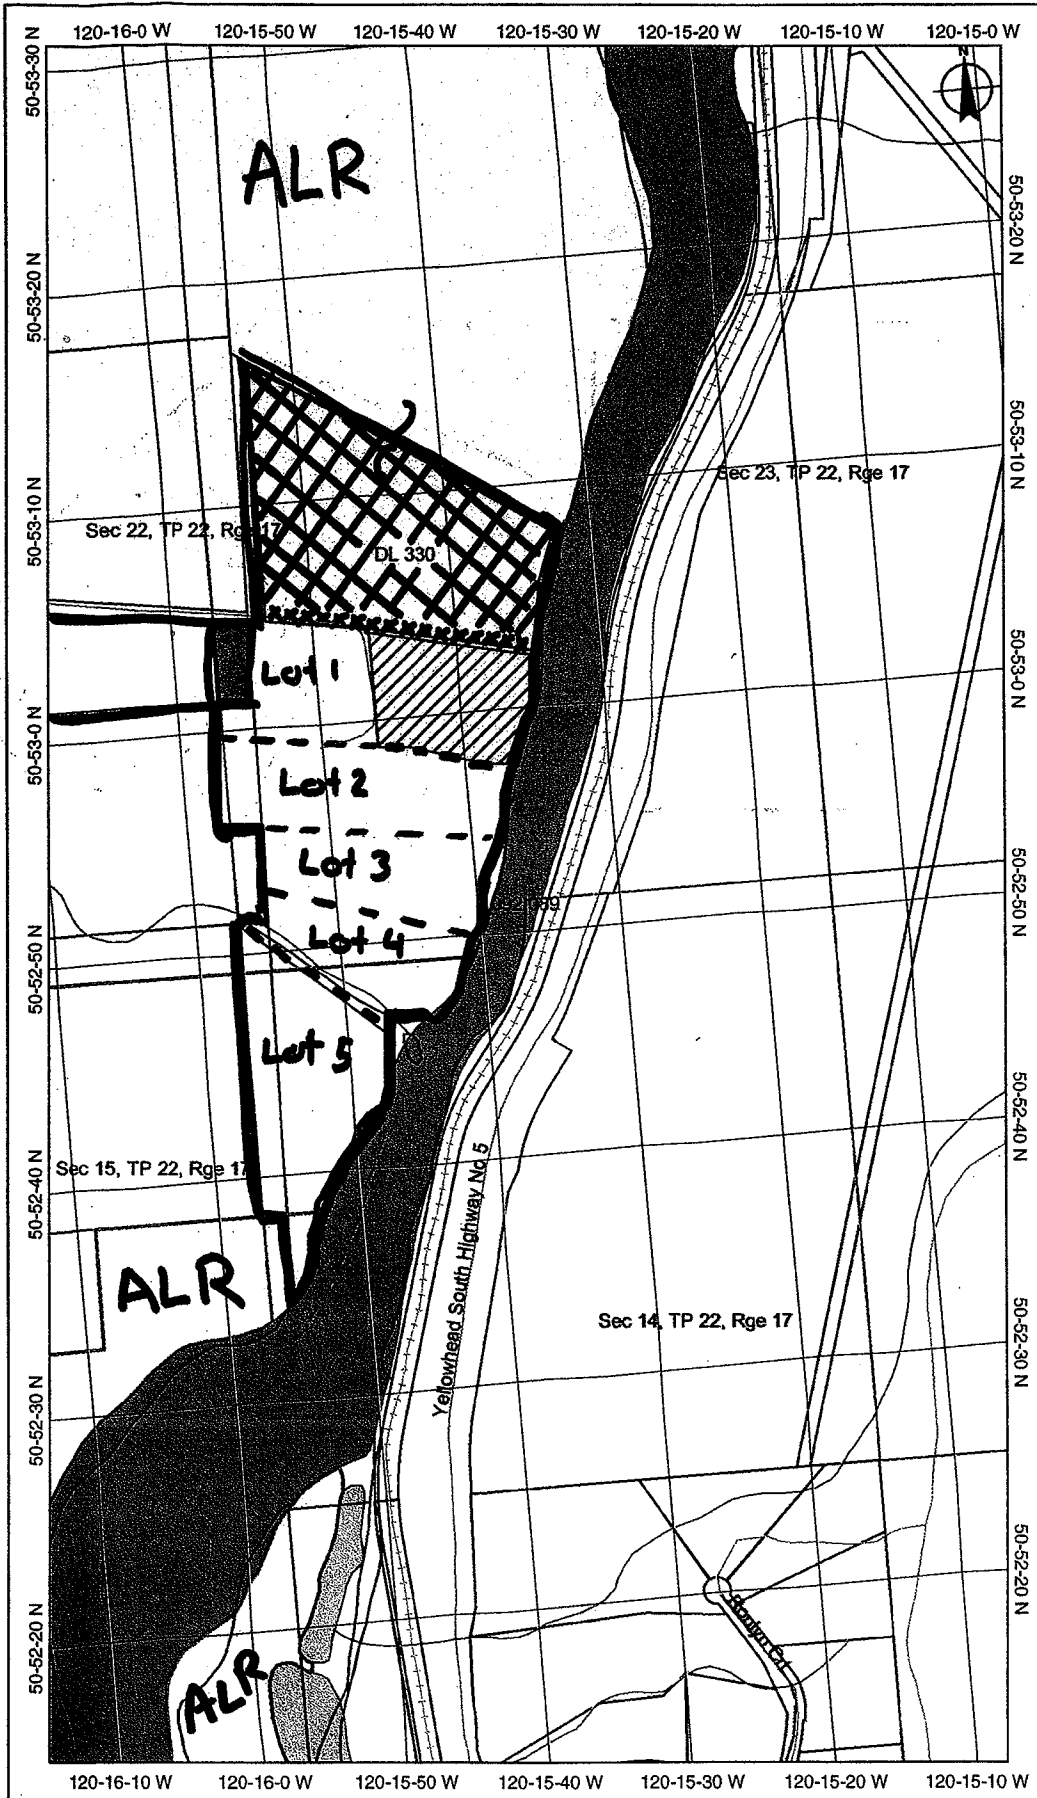 120-16-0 W 120-15-50 W 120-15-40 W 120-15-30 W 120-15-20 W 120-15-10 W 120-15-0 W
50-53-30 N
N
ALR
50-53-20 N
50-53-20 N
50-53-10 N
Sec 23, TP 22, Rge 17
50-53-10 N
Sec 22, TP 22, Rge 17
DL 330
50-53-0 N
Lot 1
50-53-0 N
Lot 2
Lot 3
50-52-50 N
Lot 4
50-52-50 N
Lot 5
50-52-40 N
Sec 15, TP 22, Rge 17
50-52-40 N
Yellowhead South Highway No 5
ALR
Sec 14, TP 22, Rge 17
50-52-30 N
50-52-30 N
50-52-20 N
50-52-20 N
ALR
120-16-10 W 120-16-0 W 120-15-50 W 120-15-40 W 120-15-30 W 120-15-20 W 120-15-10 W